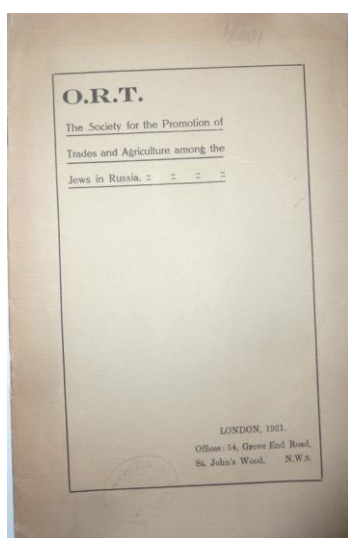 4001
O.R.T.
The Society for the Promotion of
Trades and Agriculture among the
Jews in Russia. :: :: :: ::
LONDON, 1921.
Offices: 54, Grove End Road,
St. John's Wood, N.W.8.